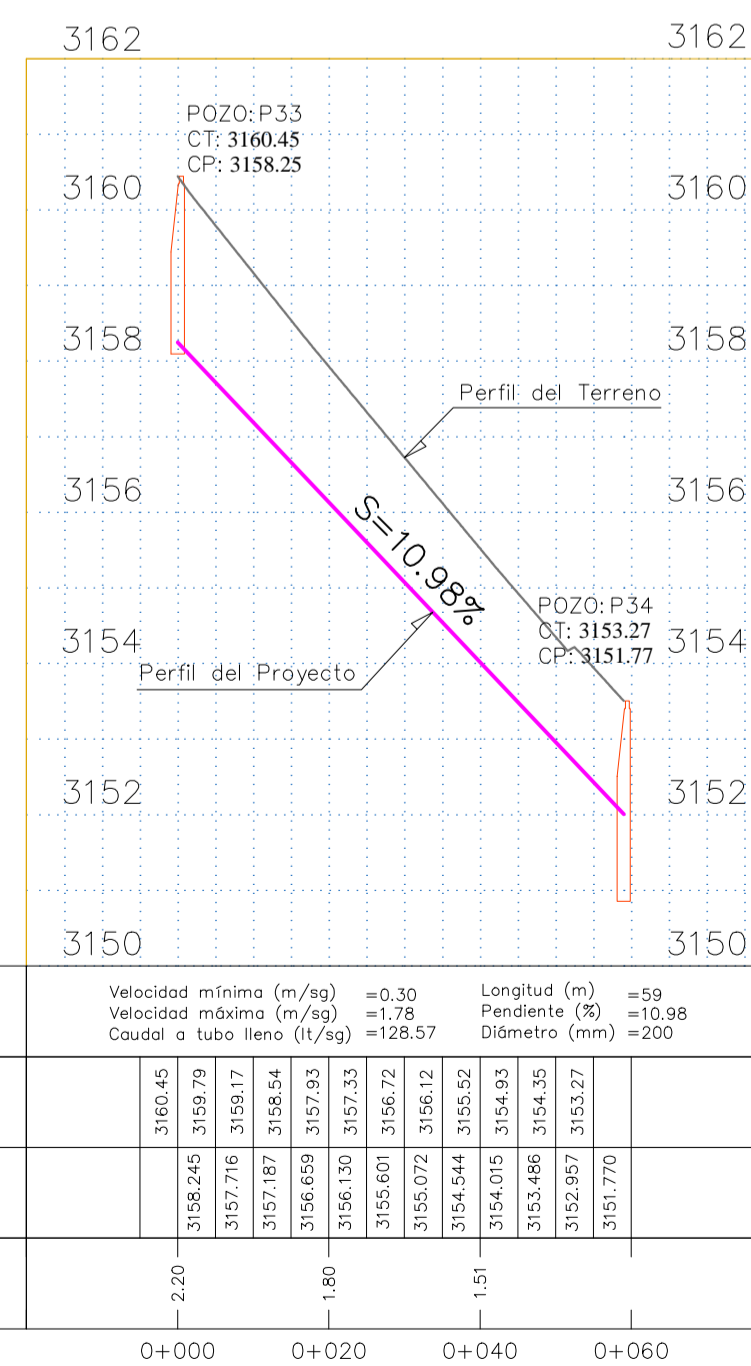 3162 3162
POZO: P33
CT: 3160.45
CP: 3158.25
3160 3160
3158 3158
Perfil del Terreno
3156 3156
S=10.98%
POZO: P34
CT: 3153.27
CP: 3151.77
3154 3154
Perfil del Proyecto
3152 3152
3150 3150
Velocidad mínima (m/sg) =0.30 Longitud (m) =59
Velocidad máxima (m/sg) =1.78 Pendiente (%) =10.98
Caudal a tubo lleno (lt/sg) =128.57 Diámetro (mm) =200
3160.45 3159.79 3159.17 3158.54 3157.93 3157.33 3156.72 3156.12 3155.52 3154.93 3154.35 3153.27
3158.245 3157.716 3157.187 3156.659 3156.130 3155.601 3155.072 3154.544 3154.015 3153.486 3152.957 3151.770
2.20 1.80 1.51
0+000 0+020 0+040 0+060